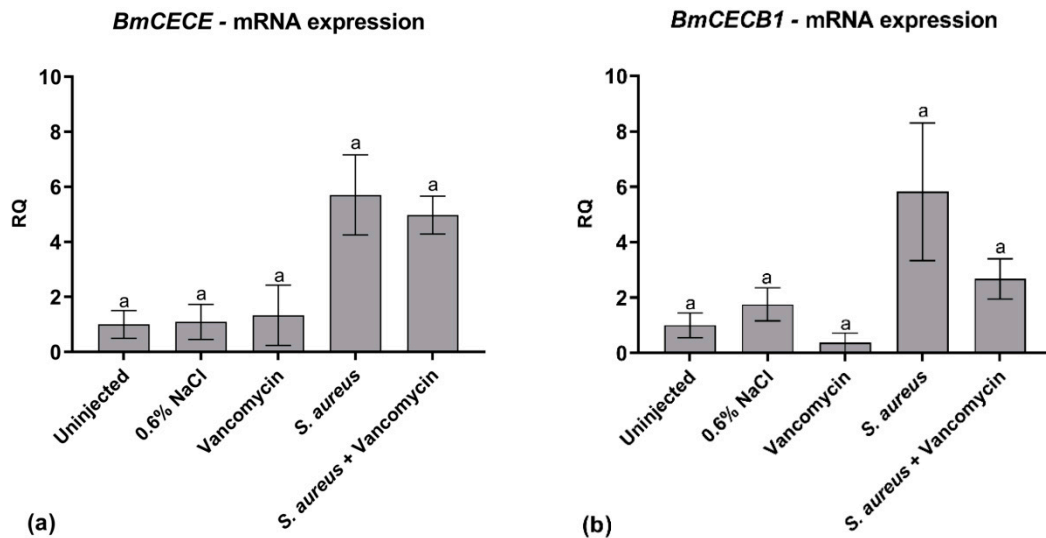 BmCECE - mRNA expression
10
8
6
4
2
0
RQ
a
a
a
a
a
Uninjected
0.6% NaCl
Vancomycin
S. aureus
S. aureus + Vancomycin
(a)
BmCECB1 - mRNA expression
10
8
6
4
2
0
RQ
a
a
a
a
a
Uninjected
0.6% NaCl
Vancomycin
S. aureus
S. aureus + Vancomycin
(b)